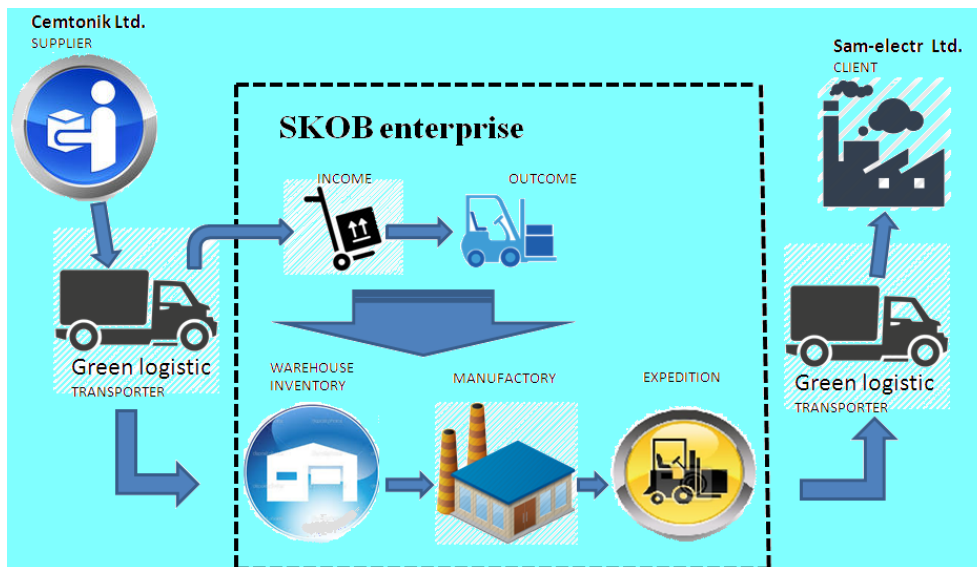 Cemtonik Ltd.
SUPPLIER
Sam-electr Ltd.
CLIENT
SKOB enterprise
INCOME
OUTCOME
Green logistic
TRANSPORTER
WAREHOUSE
INVENTORY
MANUFACTORY
EXPEDITION
Green logistic
TRANSPORTER